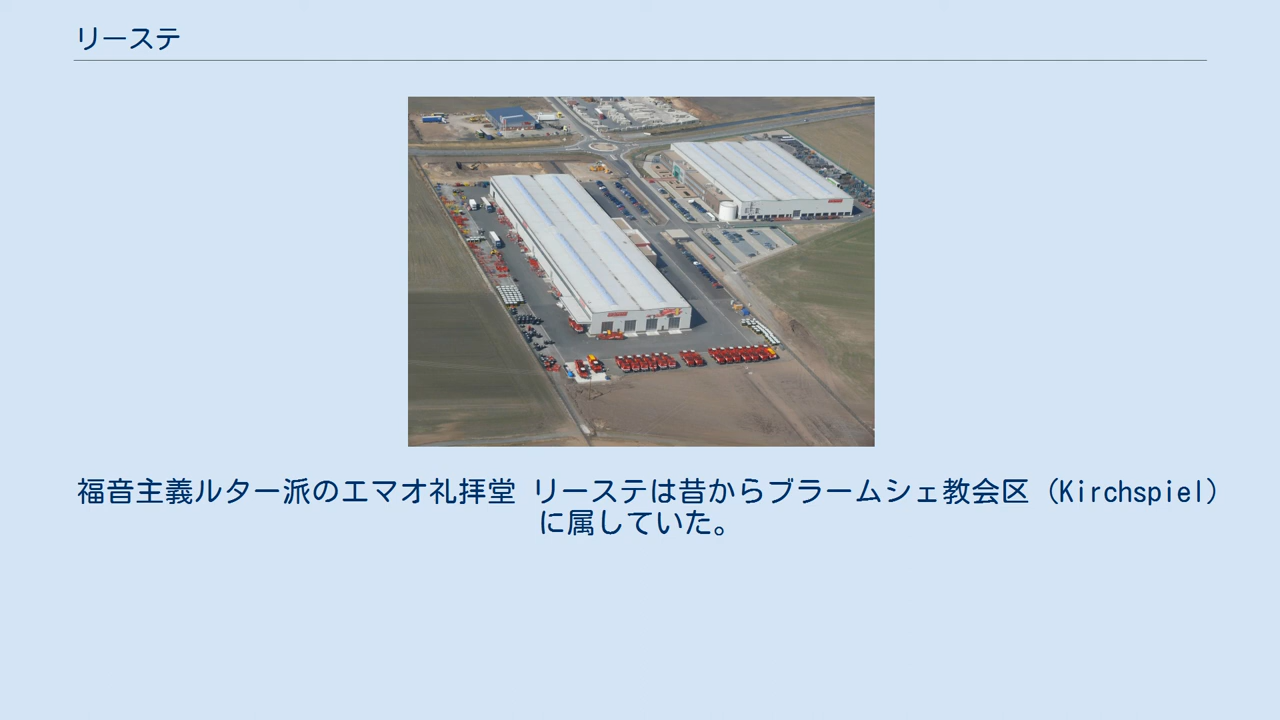 リーステ
福音主義ルター派のエマオ礼拝堂 リーステは昔からブラームシェ教会区（Kirchspiel）
に属していた。